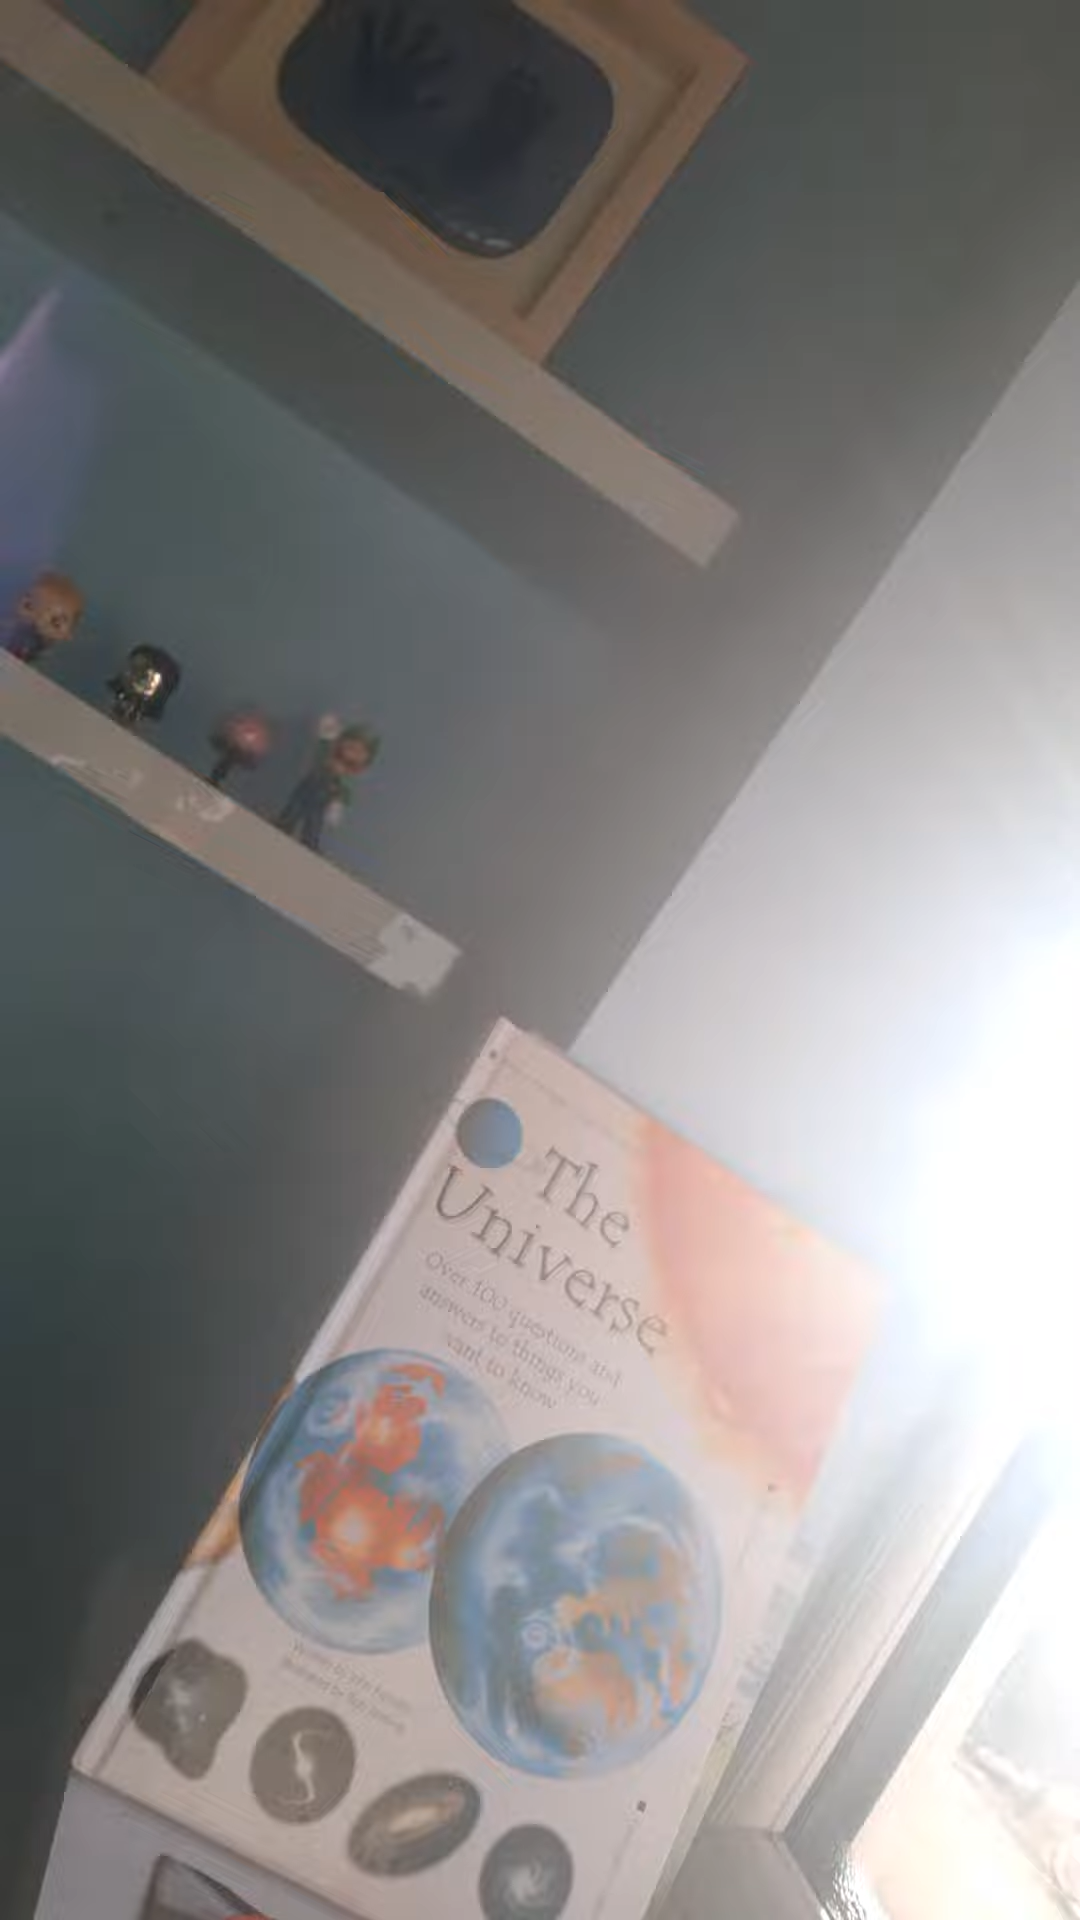 The
Universe
Over 100 questions and
answers to things you
want to know